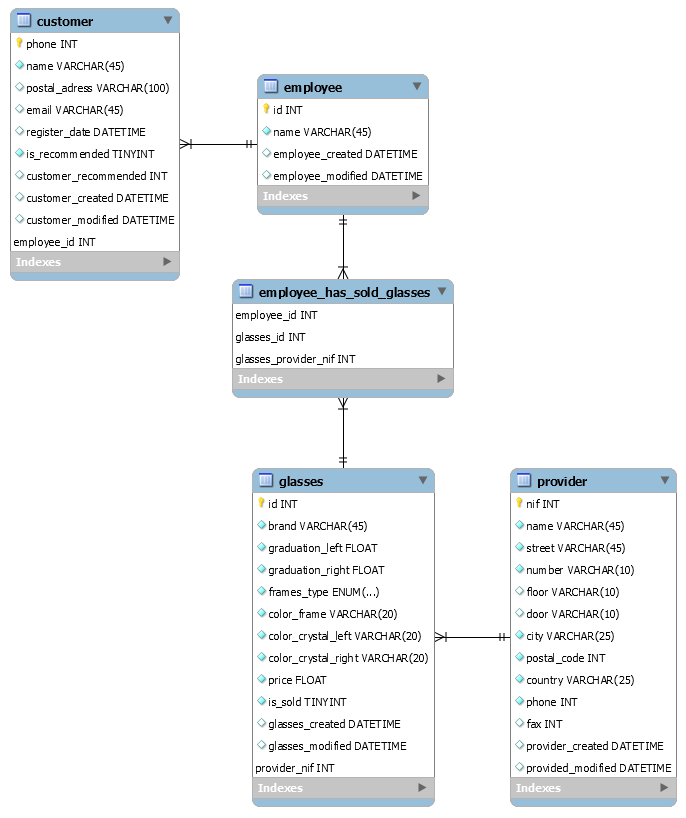 customer
phone INT
name VARCHAR(45)
postal_adress VARCHAR(100)
email VARCHAR(45)
register_date DATETIME
is_recommended TINYINT
customer_recommended INT
customer_created DATETIME
customer_modified DATETIME
employee_id INT
Indexes
employee
id INT
name VARCHAR(45)
employee_created DATETIME
employee_modified DATETIME
Indexes
employee_has_sold_glasses
employee_id INT
glasses_id INT
glasses_provider_nif INT
Indexes
glasses
id INT
brand VARCHAR(45)
graduation_left FLOAT
graduation_right FLOAT
frames_type ENUM(...)
color_frame VARCHAR(20)
color_crystal_left VARCHAR(20)
color_crystal_right VARCHAR(20)
price FLOAT
is_sold TINYINT
glasses_created DATETIME
glasses_modified DATETIME
provider_nif INT
Indexes
provider
nif INT
name VARCHAR(45)
street VARCHAR(45)
number VARCHAR(10)
floor VARCHAR(10)
door VARCHAR(10)
city VARCHAR(25)
postal_code INT
country VARCHAR(25)
phone INT
fax INT
provider_created DATETIME
provided_modified DATETIME
Indexes